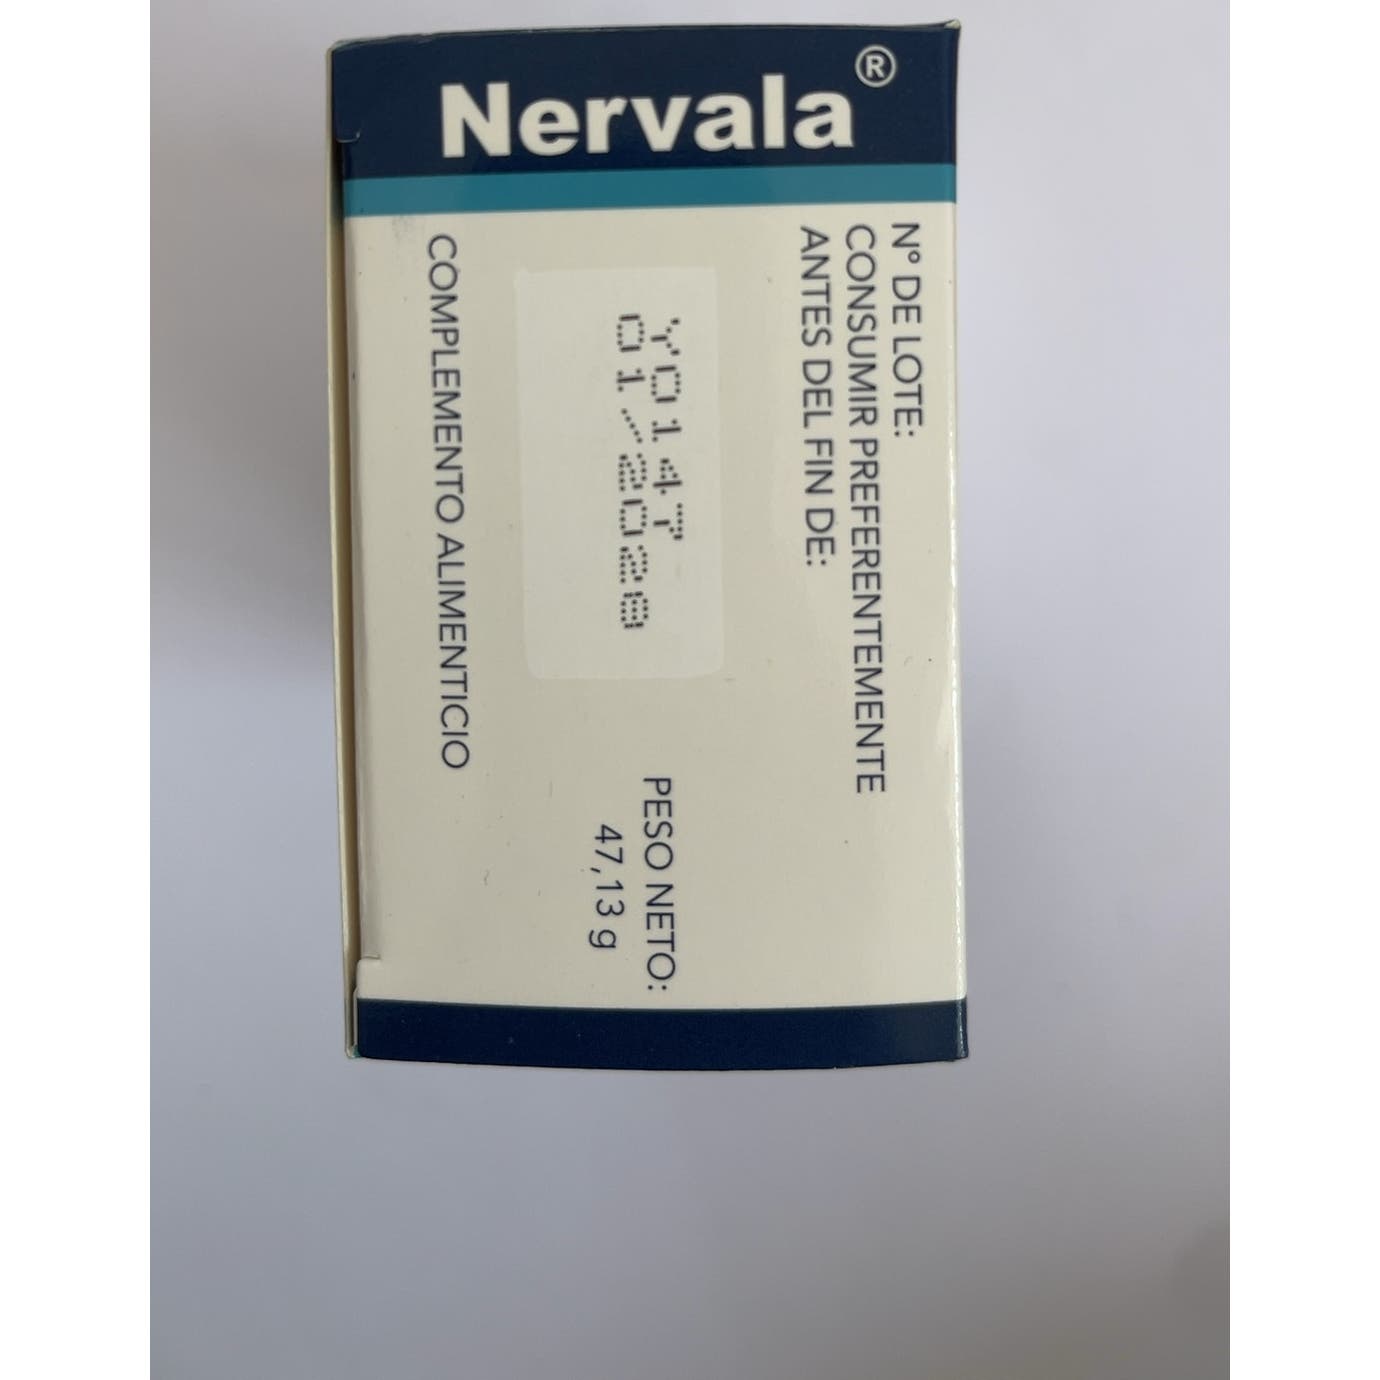 Nervala®
Nº DE LOTE:
CONSUMIR PREFERENTEMENTE
ANTES DEL FIN DE:
Y0147
01/2028
PESO NETO:
47,13 g
COMPLEMENTO ALIMENTICIO